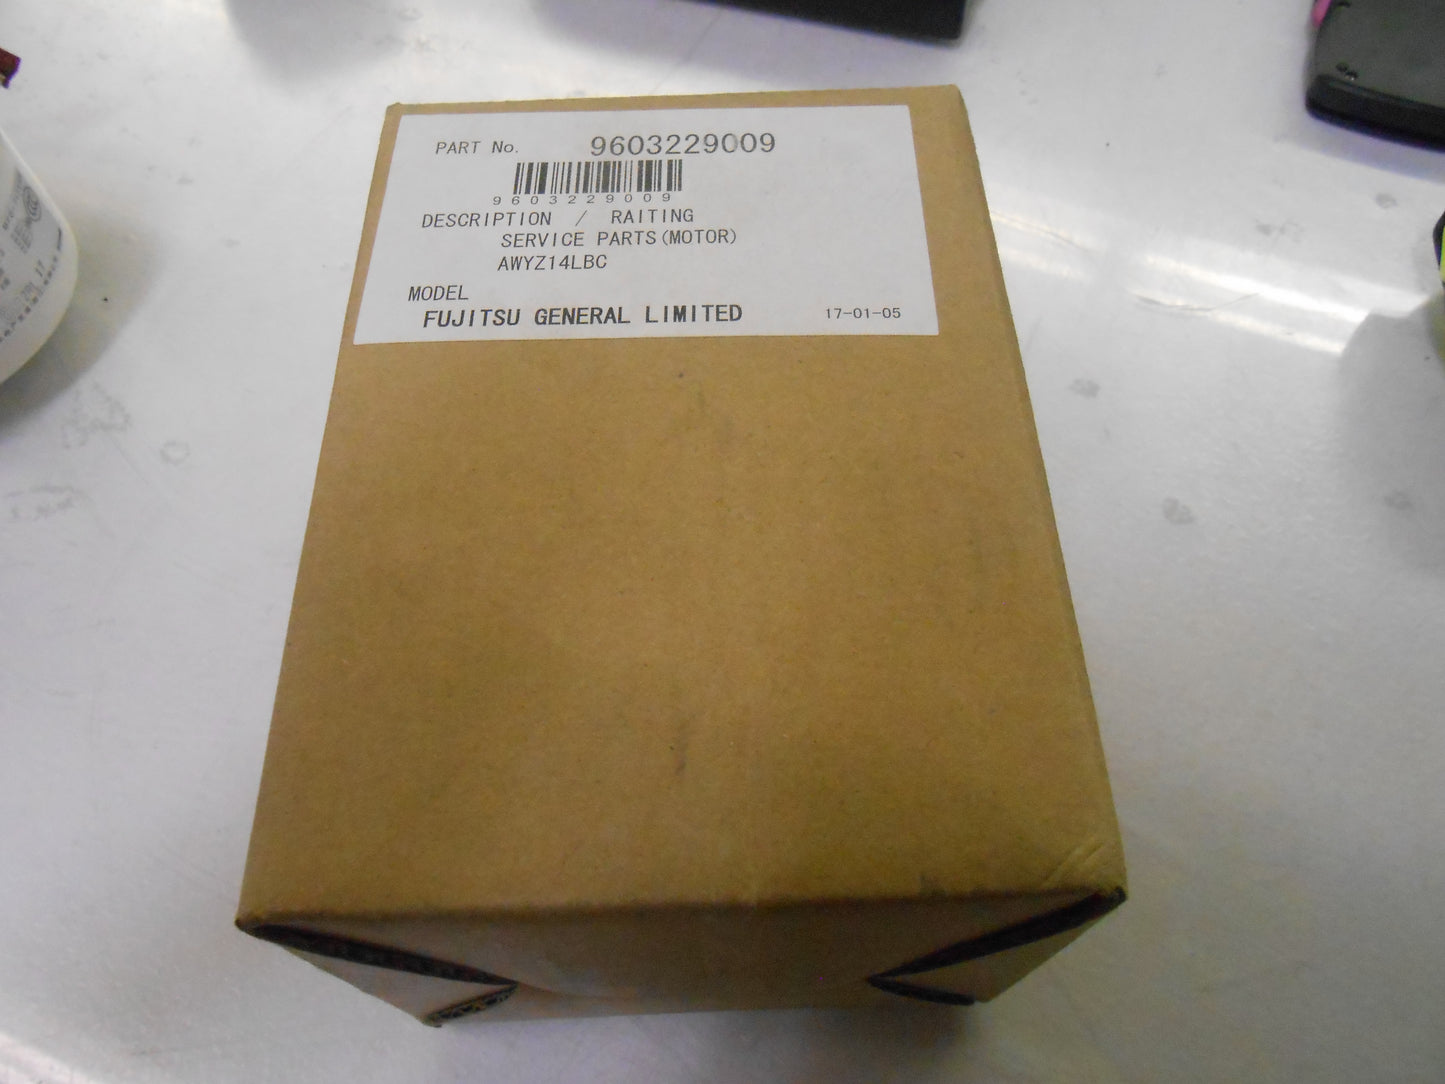 PART No. 9603229009
9603229009
DESCRIPTION / RAITING
SERVICE PARTS(MOTOR)
AWYZ14LBC
MODEL
FUJITSU GENERAL LIMITED 17-01-05